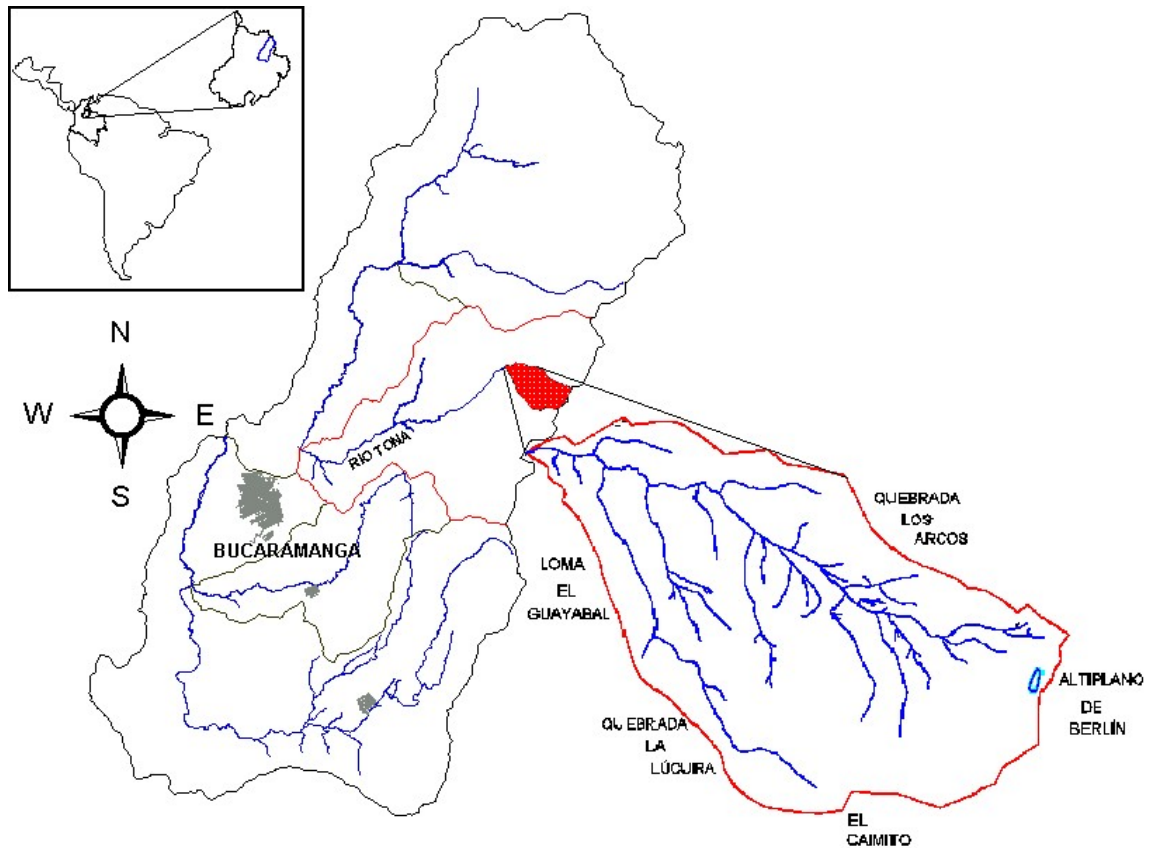 N
W
E
S
RIO TONA
BUCARAMANGA
QUEBRADA
LOS
ARCOS
LOMA
EL
GUAYABAL
ALTIPLANO
DE
BERLÍN
QUEBRADA
LA
LÚCUIRA
EL
CAIMITO